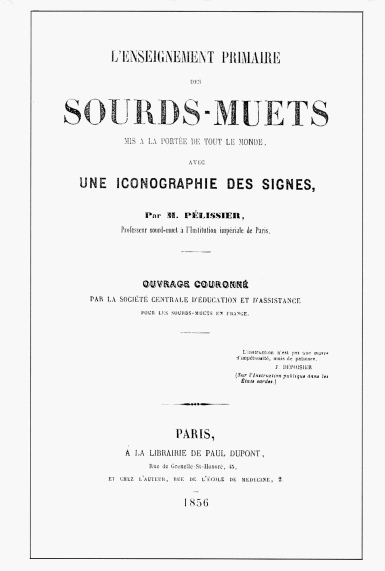 L'ENSEIGNEMENT PRIMAIRE
DES
SOURDS-MUETS
MIS A LA PORTÉE DE TOUT LE MONDE,
AVEC
UNE ICONOGRAPHIE DES SIGNES,
Par M. PÉLISSIER,
Professeur sourd-muet à l'Institution impériale de Paris.
OUVRAGE COURONNÉ
PAR LA SOCIÉTÉ CENTRALE D'ÉDUCATION ET D'ASSISTANCE
POUR LES SOURDS-MUETS EN FRANCE.
L'instruction n'est pas une œuvre
d'impétuosité, mais de patience.
J. DEPOISIER
(Sur l'Instruction publique dans les
États sardes)
PARIS,
A LA LIBRAIRIE DE PAUL DUPONT,
Rue de Grenelle-St-Honoré, 45,
ET CHEZ L'AUTEUR, RUE DE L'ÉCOLE DE MEDECINE, 2
1856